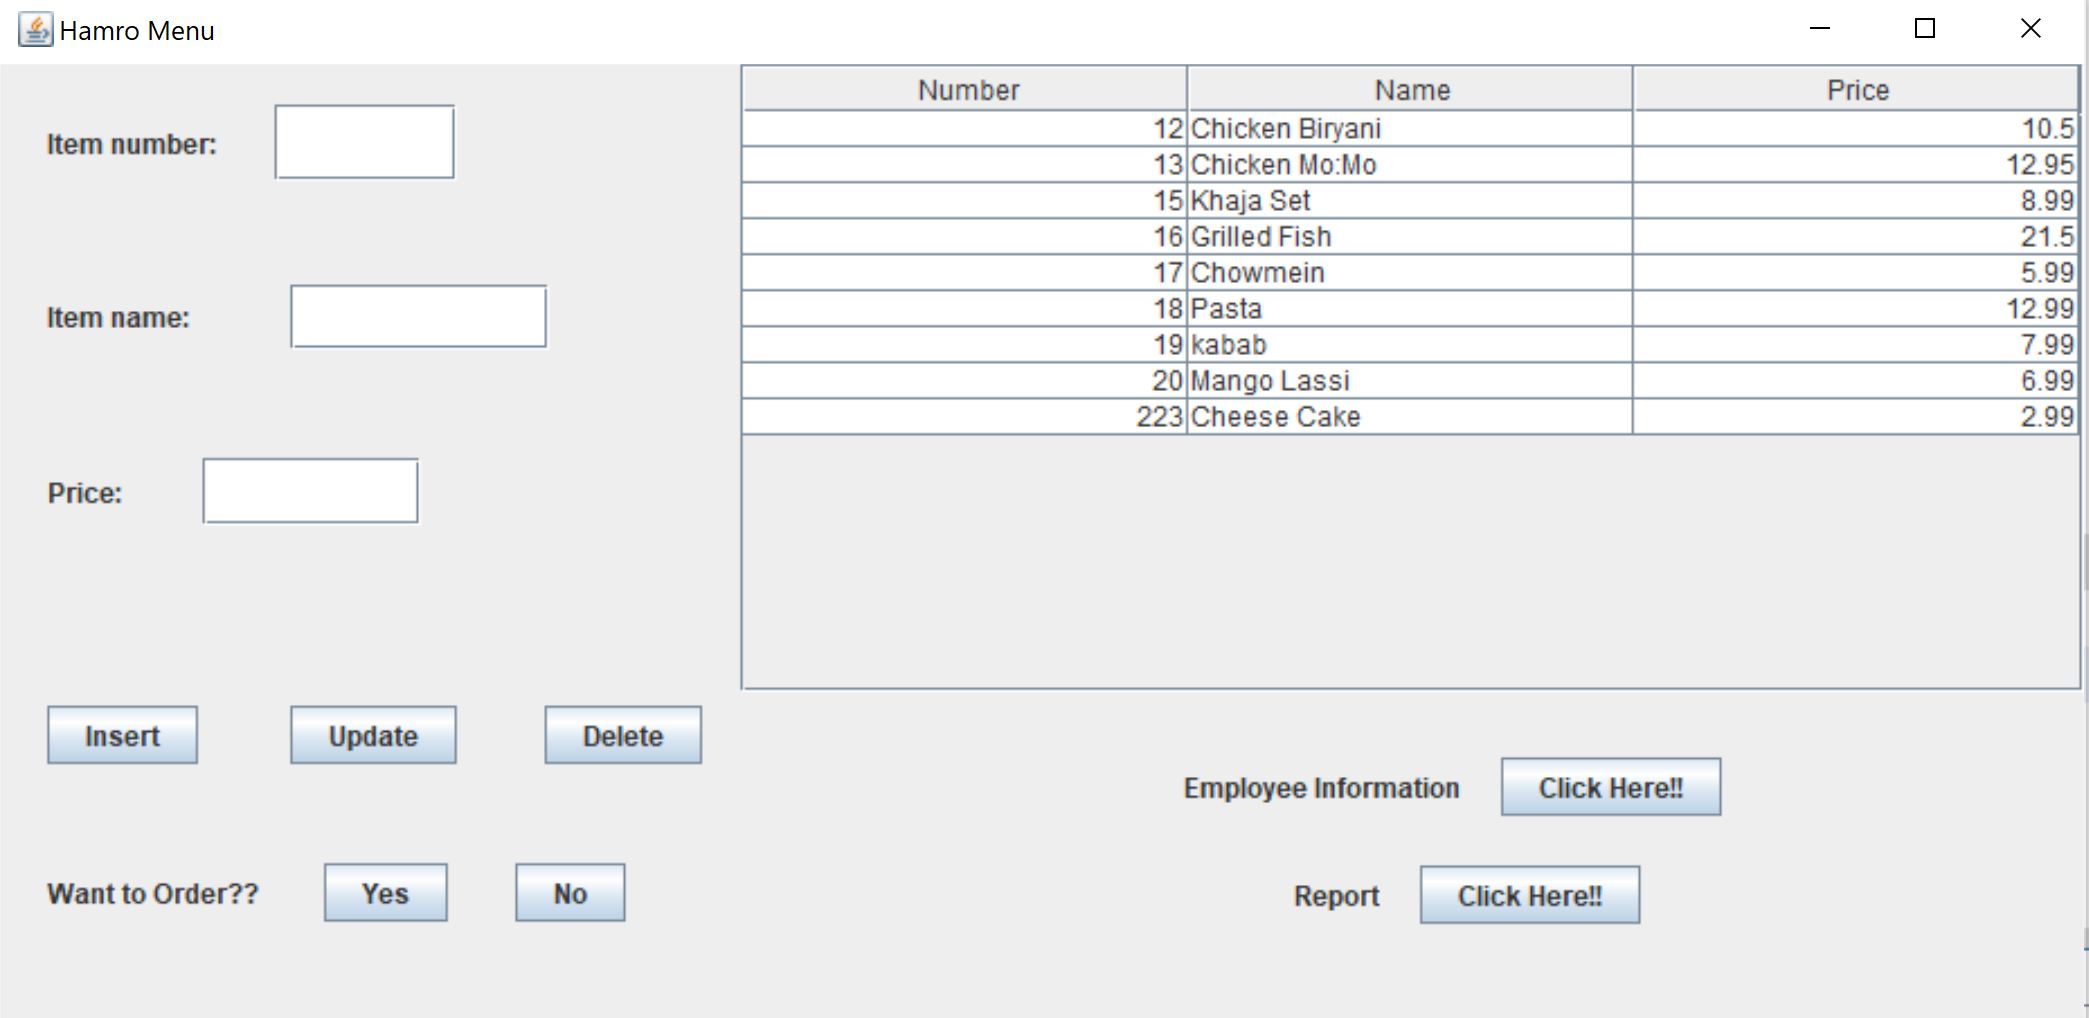 Hamro Menu
Item number:
Item name:
Price:
Insert Update Delete
Want to Order?? Yes No
Number Name Price
12 Chicken Biryani 10.5
13 Chicken Mo:Mo 12.95
15 Khaja Set 8.99
16 Grilled Fish 21.5
17 Chowmein 5.99
18 Pasta 12.99
19 kabab 7.99
20 Mango Lassi 6.99
223 Cheese Cake 2.99
Employee Information Click Here!!
Report Click Here!!